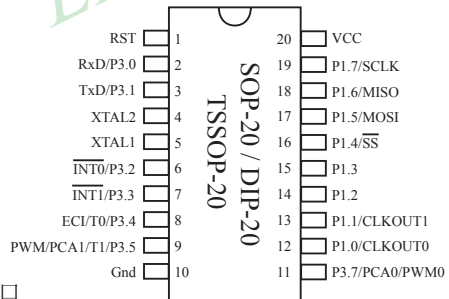 RST 1 20 VCC
RxD/P3.0 2 19 P1.7/SCLK
TxD/P3.1 3 18 P1.6/MISO
XTAL2 4 17 P1.5/MOSI
XTAL1 5 16 P1.4/SS
INT0/P3.2 6 15 P1.3
INT1/P3.3 7 14 P1.2
ECI/T0/P3.4 8 13 P1.1/CLKOUT1
PWM/PCA1/T1/P3.5 9 12 P1.0/CLKOUT0
Gnd 10 11 P3.7/PCA0/PWM0
SOP-20 / DIP-20
TSSOP-20